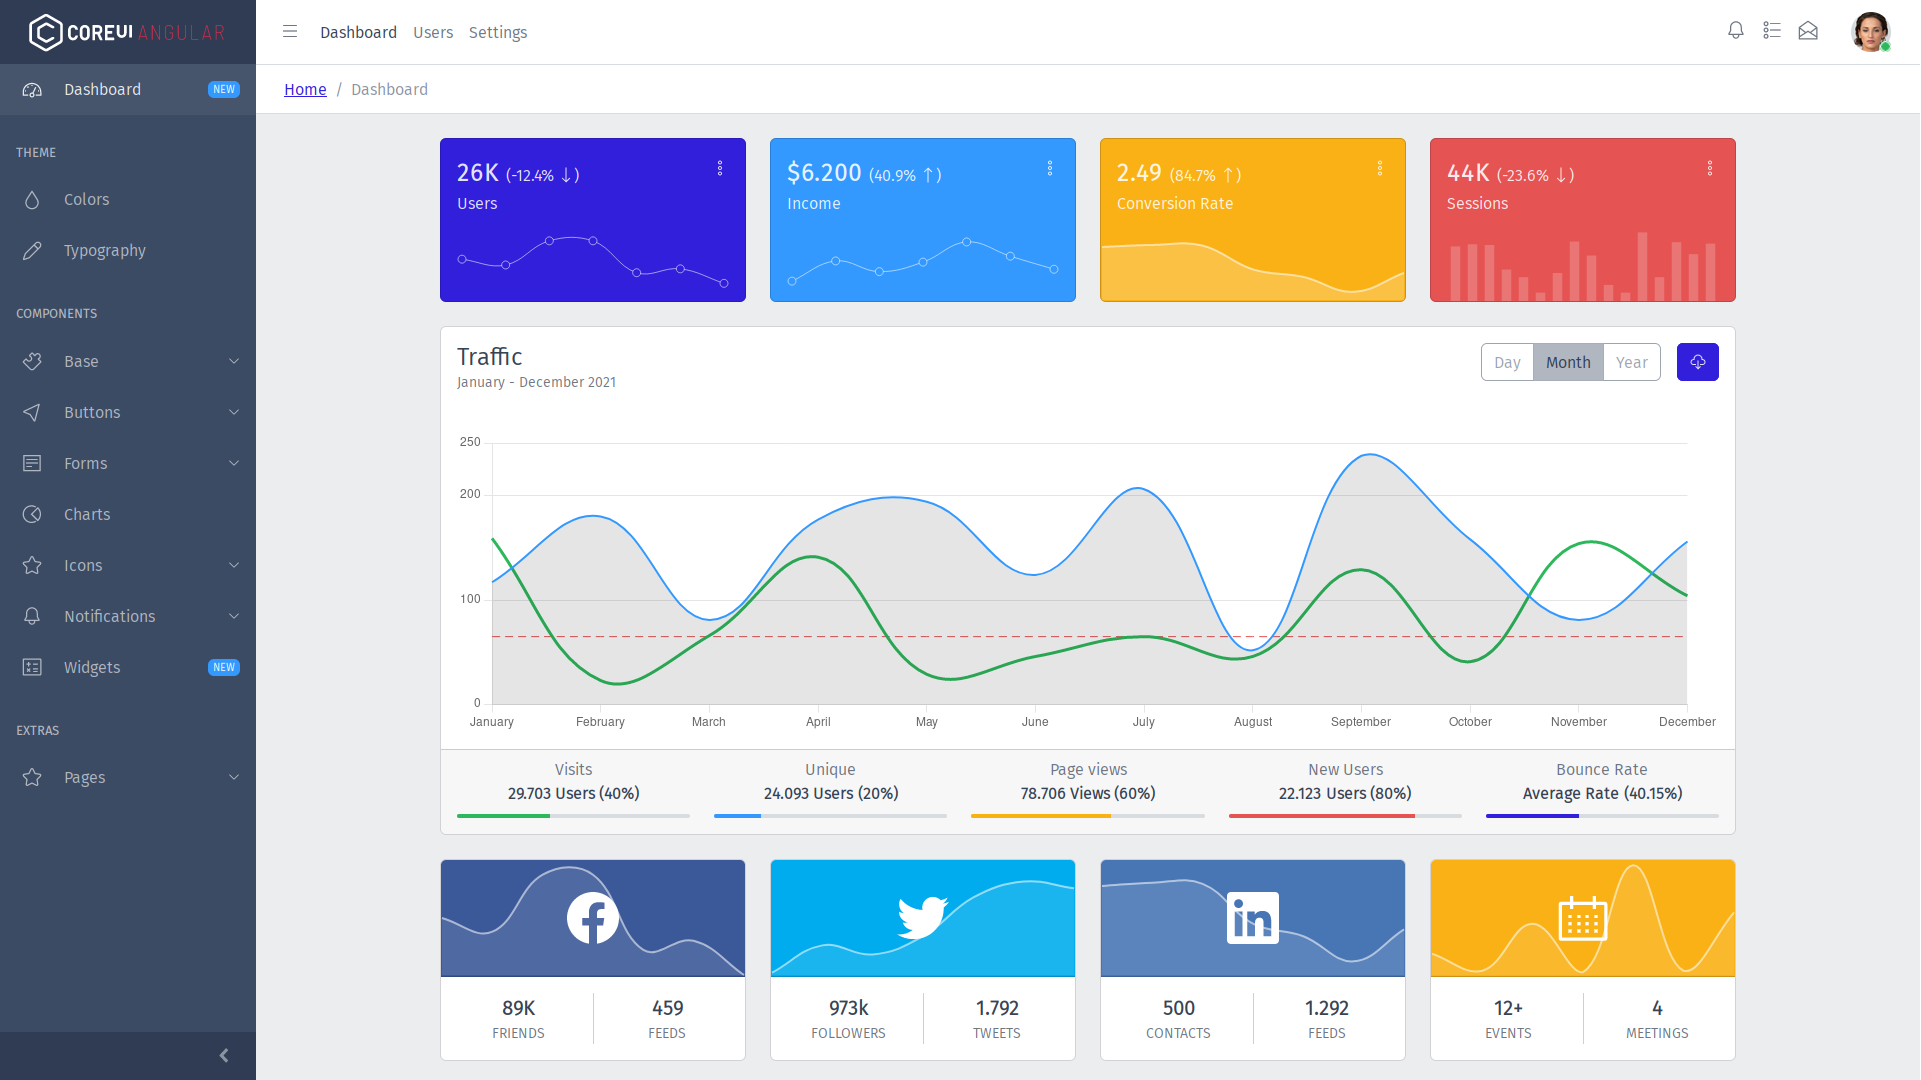 COREUI ANGULAR
Dashboard NEW
THEME
Colors
Typography
COMPONENTS
Base
Buttons
Forms
Charts
Icons
Notifications
Widgets NEW
EXTRAS
Pages
Dashboard Users Settings
Home / Dashboard
26K (-12.4% ↓)
Users
$6.200 (40.9% ↑)
Income
2.49 (84.7% ↑)
Conversion Rate
44K (-23.6% ↓)
Sessions
Traffic
January - December 2021
Day Month Year
250
200
100
0
January February March April May June July August September October November December
Visits
29.703 Users (40%)
Unique
24.093 Users (20%)
Page views
78.706 Views (60%)
New Users
22.123 Users (80%)
Bounce Rate
Average Rate (40.15%)
89K
FRIENDS
459
FEEDS
973k
FOLLOWERS
1.792
TWEETS
in
500
CONTACTS
1.292
FEEDS
12+
EVENTS
4
MEETINGS